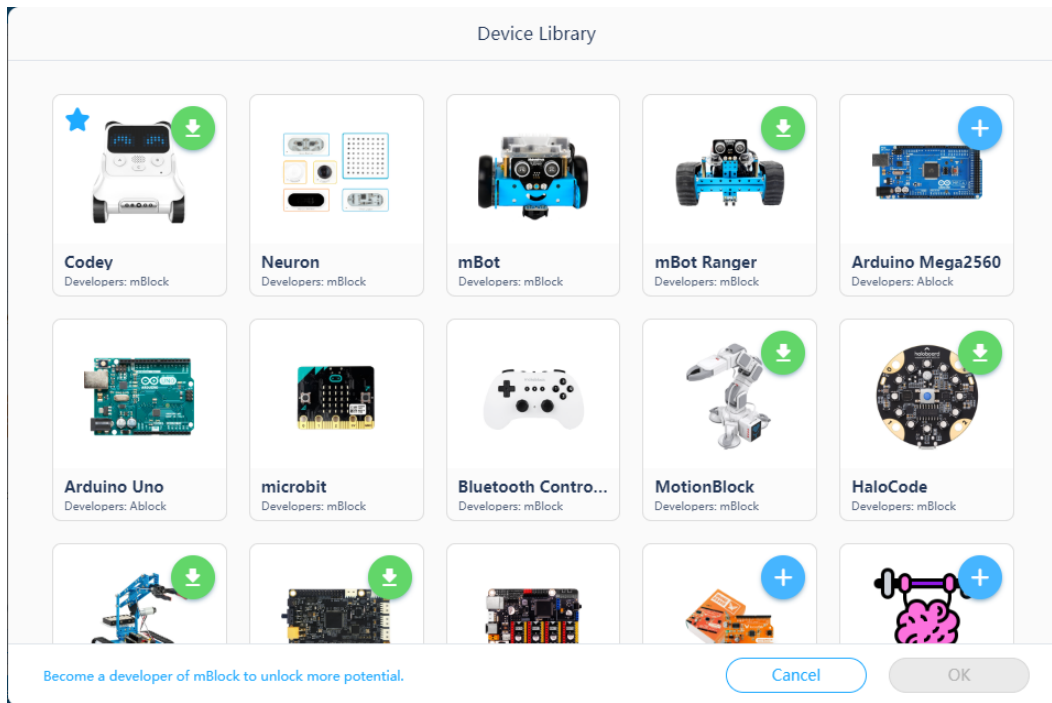 Device Library
Codey
Developers: mBlock
Neuron
Developers: mBlock
mBot
Developers: mBlock
mBot Ranger
Developers: mBlock
Arduino Mega2560
Developers: Ablock
Arduino Uno
Developers: Ablock
microbit
Developers: mBlock
Bluetooth Contro...
Developers: mBlock
MotionBlock
Developers: mBlock
HaloCode
Developers: mBlock
Become a developer of mBlock to unlock more potential.
Cancel
OK